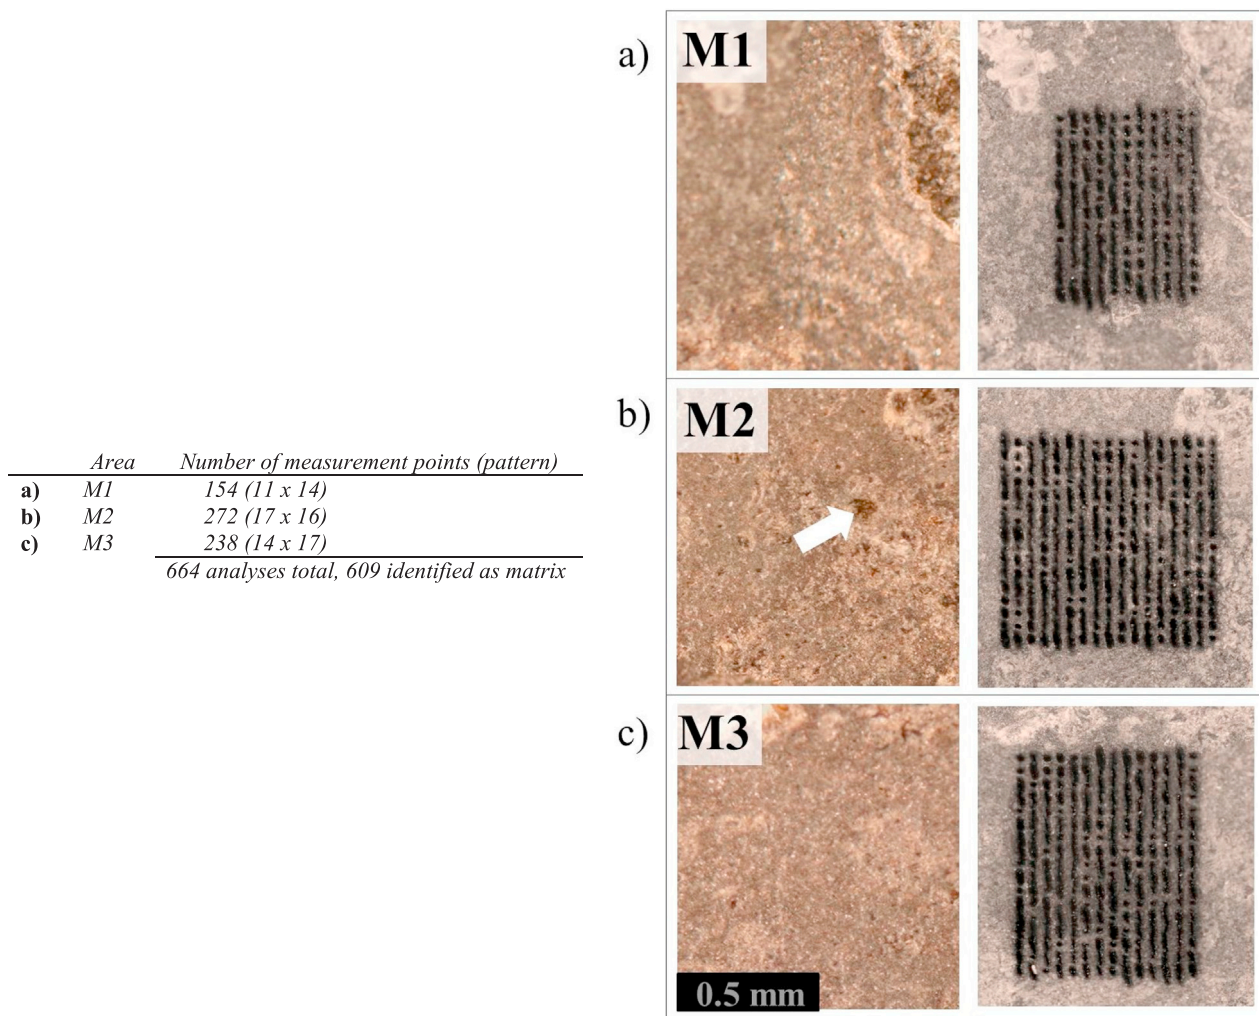 Area Number of measurement points (pattern)
a) M1 154 (11 x 14)
b) M2 272 (17 x 16)
c) M3 238 (14 x 17)
664 analyses total, 609 identified as matrix
a) M1
b) M2
c) M3
0.5 mm